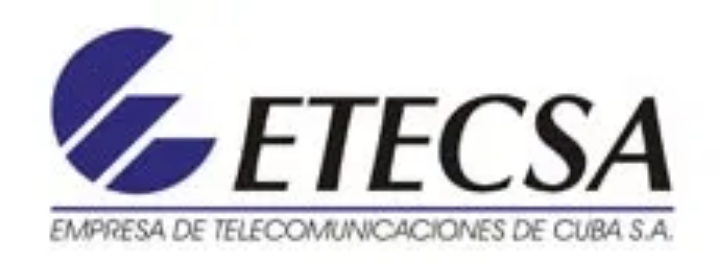 ETECSA
EMPRESA DE TELECOMUNICACIONES DE CUBA S.A.